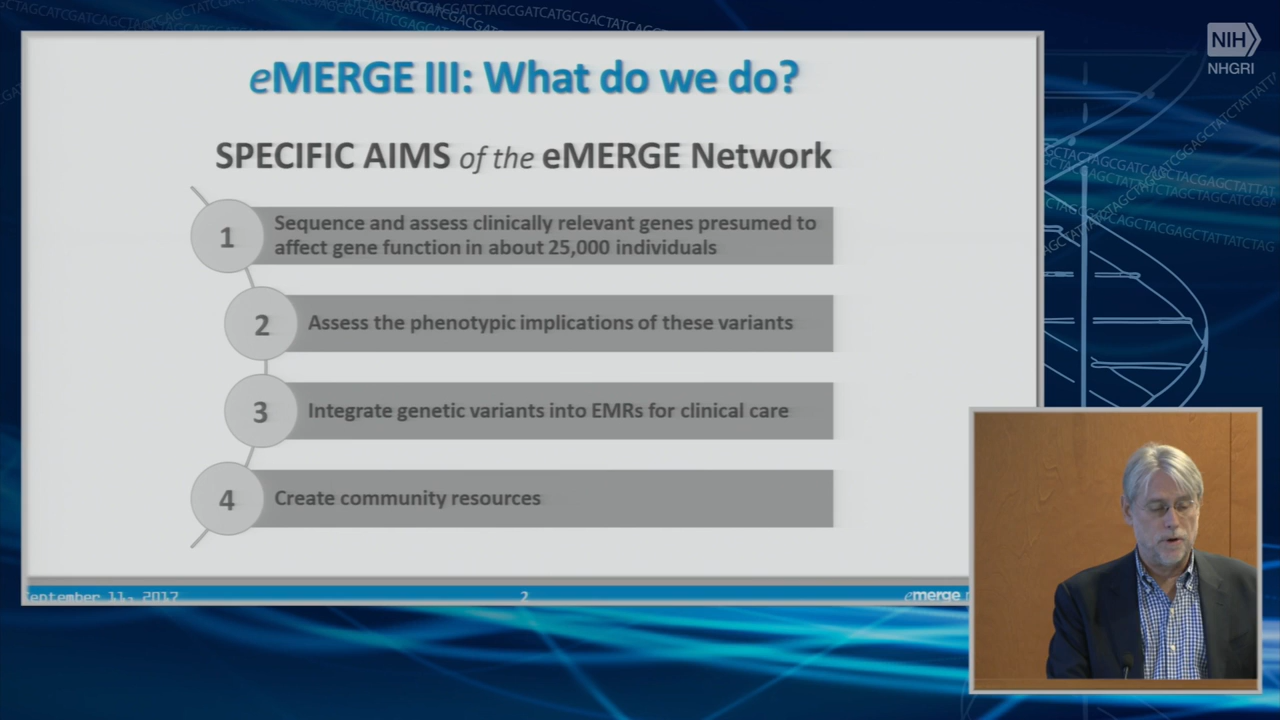 NIH
NHGRI
eMERGE III: What do we do?
SPECIFIC AIMS of the eMERGE Network
1
Sequence and assess clinically relevant genes presumed to
affect gene function in about 25,000 individuals
2
Assess the phenotypic implications of these variants
3
Integrate genetic variants into EMRs for clinical care
4
Create community resources
eptember 11, 2017
2
emerge